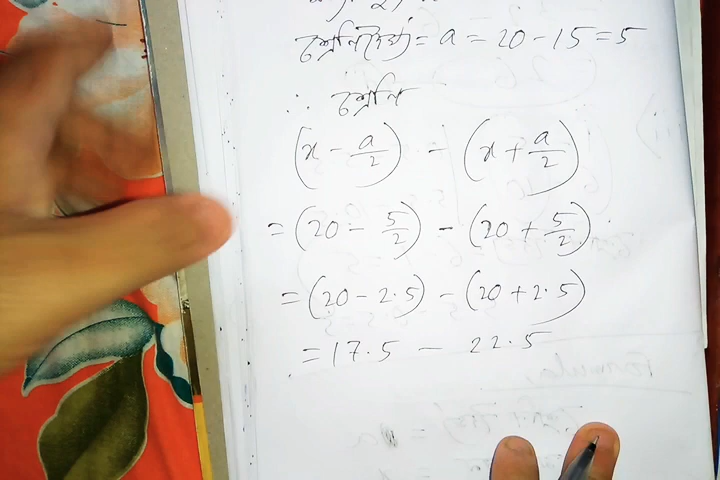 শ্রেনিদৈর্ঘ্য = a = 20 - 15 = 5
∴ শ্রেনি
(x - a/2) - (x + a/2)
= (20 - 5/2) - (20 + 5/2)
= (20 - 2.5) - (20 + 2.5)
= 17.5 - 22.5